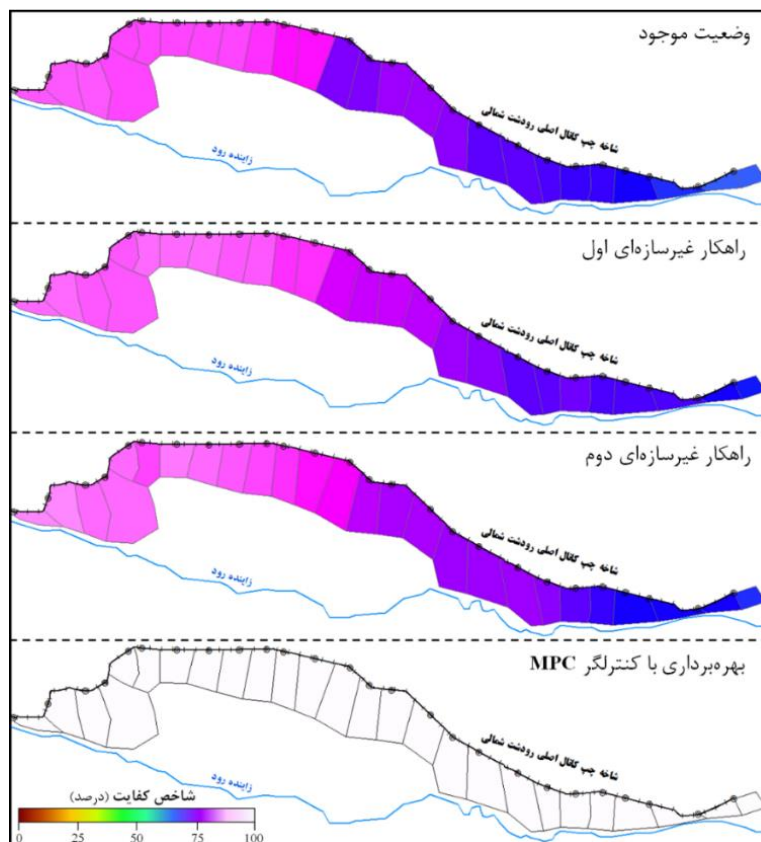 وضعیت موجود
شاخه چپ کانال اصلی رودشت شمالی
زاینده رود
راهکار غیرسازه‌ای اول
شاخه چپ کانال اصلی رودشت شمالی
زاینده رود
راهکار غیرسازه‌ای دوم
شاخه چپ کانال اصلی رودشت شمالی
زاینده رود
بهره‌برداری با کنترلگر MPC
شاخه چپ کانال اصلی رودشت شمالی
زاینده رود
شاخص کفایت (درصد)
0 25 50 75 100